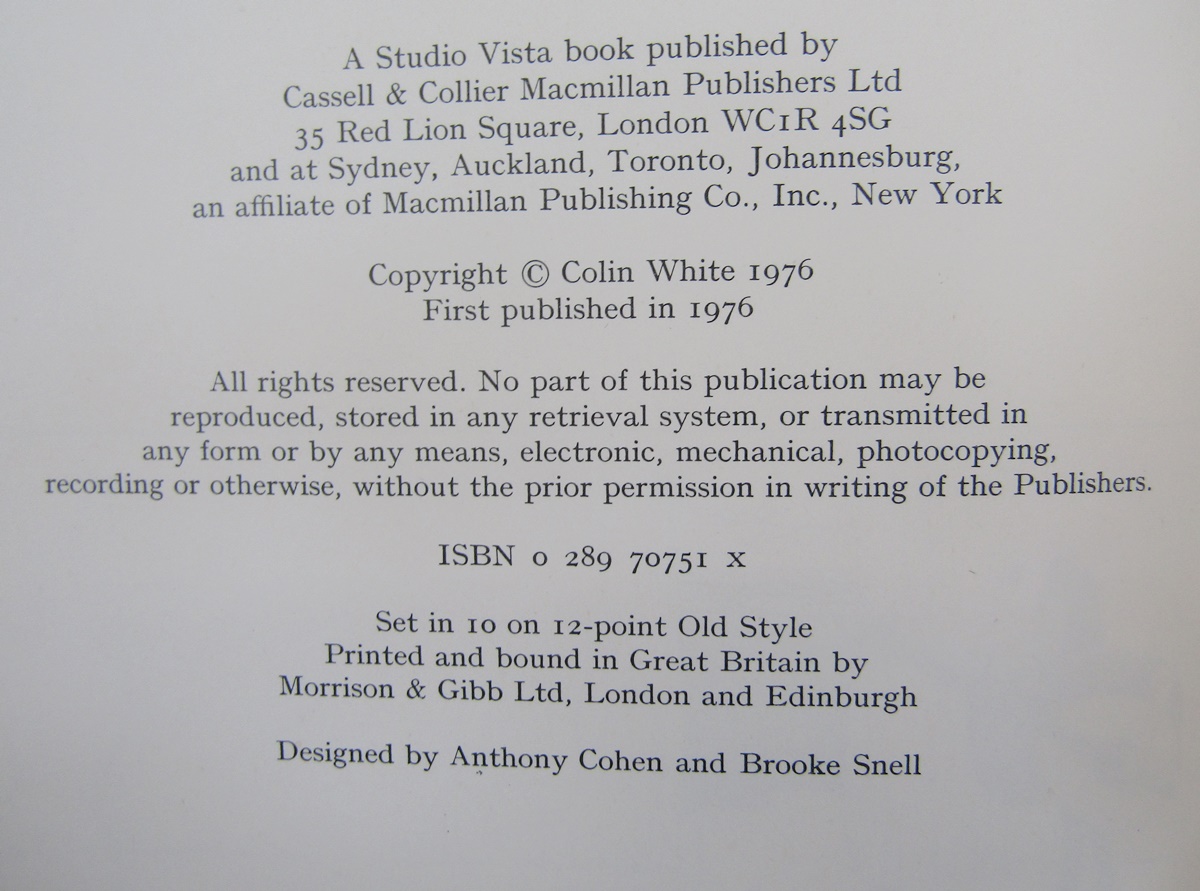 A Studio Vista book published by
Cassell & Collier Macmillan Publishers Ltd
35 Red Lion Square, London WC1R 4SG
and at Sydney, Auckland, Toronto, Johannesburg,
an affiliate of Macmillan Publishing Co., Inc., New York
Copyright © Colin White 1976
First published in 1976
All rights reserved. No part of this publication may be
reproduced, stored in any retrieval system, or transmitted in
any form or by any means, electronic, mechanical, photocopying,
recording or otherwise, without the prior permission in writing of the Publishers.
ISBN 0 289 70751 X
Set in 10 on 12-point Old Style
Printed and bound in Great Britain by
Morrison & Gibb Ltd, London and Edinburgh
Designed by Anthony Cohen and Brooke Snell